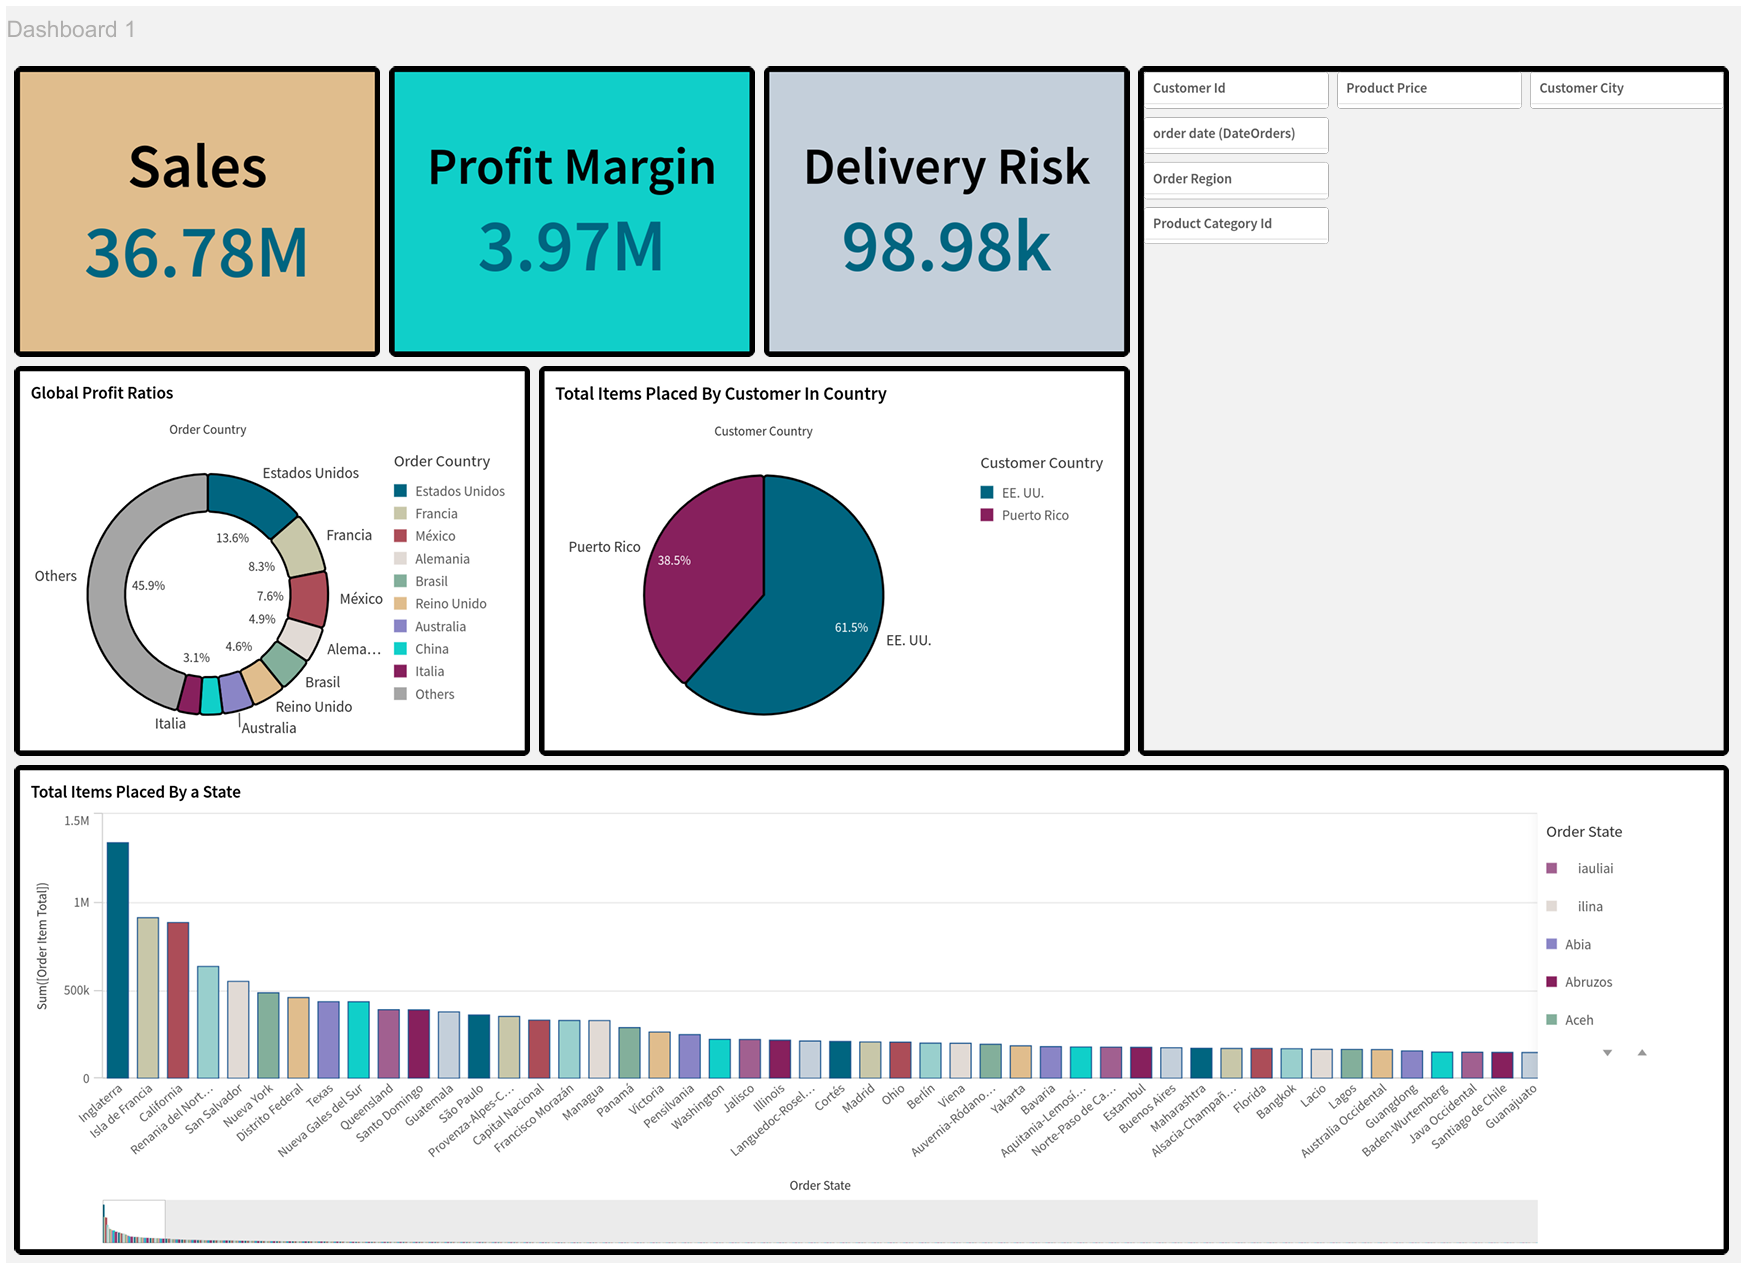 Dashboard 1
Sales
36.78M
Profit Margin
3.97M
Delivery Risk
98.98k
Customer Id
Product Price
Customer City
order date (DateOrders)
Order Region
Product Category Id
Global Profit Ratios
Order Country
Estados Unidos
Francia
México
Alema...
Brasil
Reino Unido
Australia
Italia
Others
13.6%
8.3%
7.6%
4.9%
4.6%
3.1%
45.9%
Order Country
Estados Unidos
Francia
México
Alemania
Brasil
Reino Unido
Australia
China
Italia
Others
Total Items Placed By Customer In Country
Customer Country
Puerto Rico
38.5%
61.5%
EE. UU.
Customer Country
EE. UU.
Puerto Rico
Total Items Placed By a State
Sum([Order Item Total])
1.5M
1M
500k
0
Inglaterra
Isla de Francia
California
Renania del Nort...
San Salvador
Nueva York
Distrito Federal
Texas
Nueva Gales del Sur
Queensland
Santo Domingo
Guatemala
São Paulo
Provenza-Alpes-C...
Capital Nacional
Francisco Morazán
Managua
Panamá
Victoria
Pensilvania
Washington
Jalisco
Illinois
Languedoc-Rosel...
Cortés
Madrid
Ohio
Berlín
Viena
Auvernia-Ródano...
Yakarta
Bavaria
Aquitania-Lemosí...
Norte-Paso de Ca...
Estambul
Buenos Aires
Maharashtra
Alsacia-Champañ...
Florida
Bangkok
Lacio
Lagos
Australia Occidental
Guangdong
Baden-Wurtemberg
Java Occidental
Santiago de Chile
Guanajuato
Order State
Order State
iauliai
ilina
Abia
Abruzos
Aceh